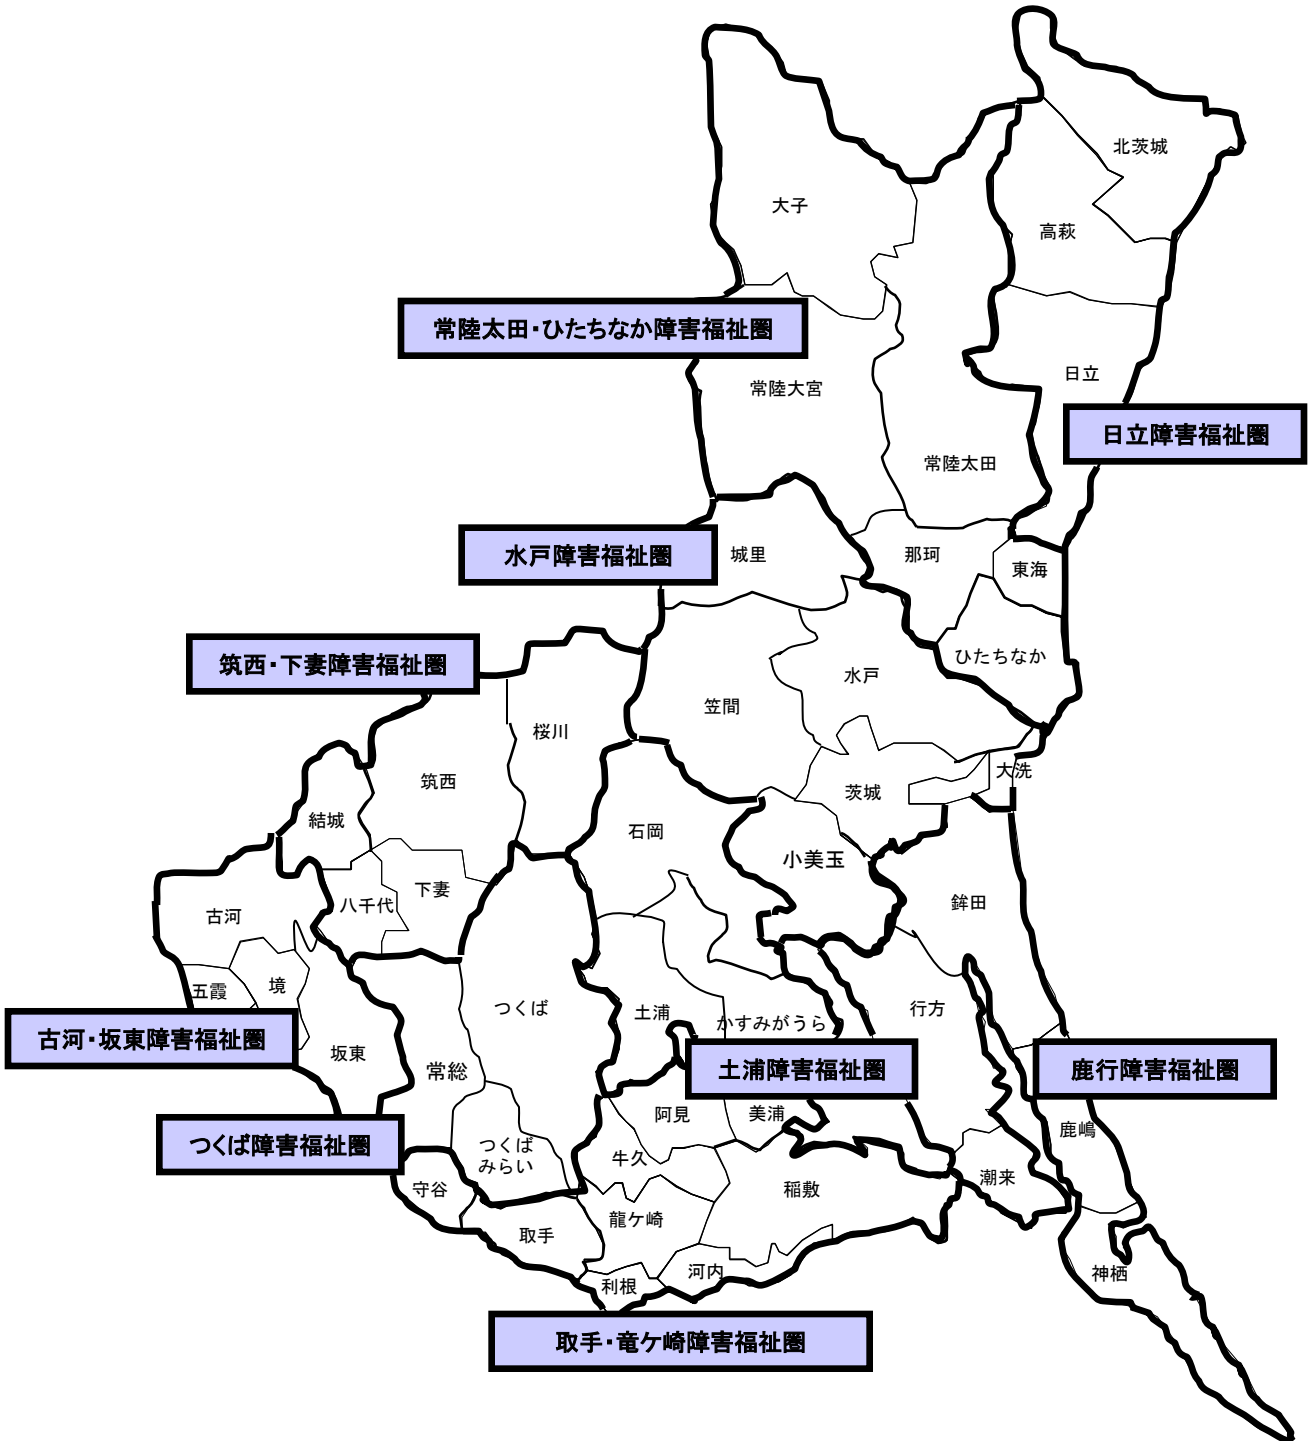 北茨城
大子
高萩
常陸太田・ひたちなか障害福祉圏
日立
常陸大宮
日立障害福祉圏
常陸太田
水戸障害福祉圏
城里
那珂
東海
筑西・下妻障害福祉圏
ひたちなか
水戸
笠間
桜川
大洗
筑西
茨城
結城
石岡
小美玉
下妻
八千代
鉾田
古河
境
五霞
つくば
行方
土浦
かすみがうら
古河・坂東障害福祉圏
坂東
常総
土浦障害福祉圏
鹿行障害福祉圏
阿見
美浦
鹿嶋
つくば障害福祉圏
つくば
みらい
牛久
守谷
稲敷
潮来
龍ケ崎
取手
河内
神栖
利根
取手・竜ケ崎障害福祉圏